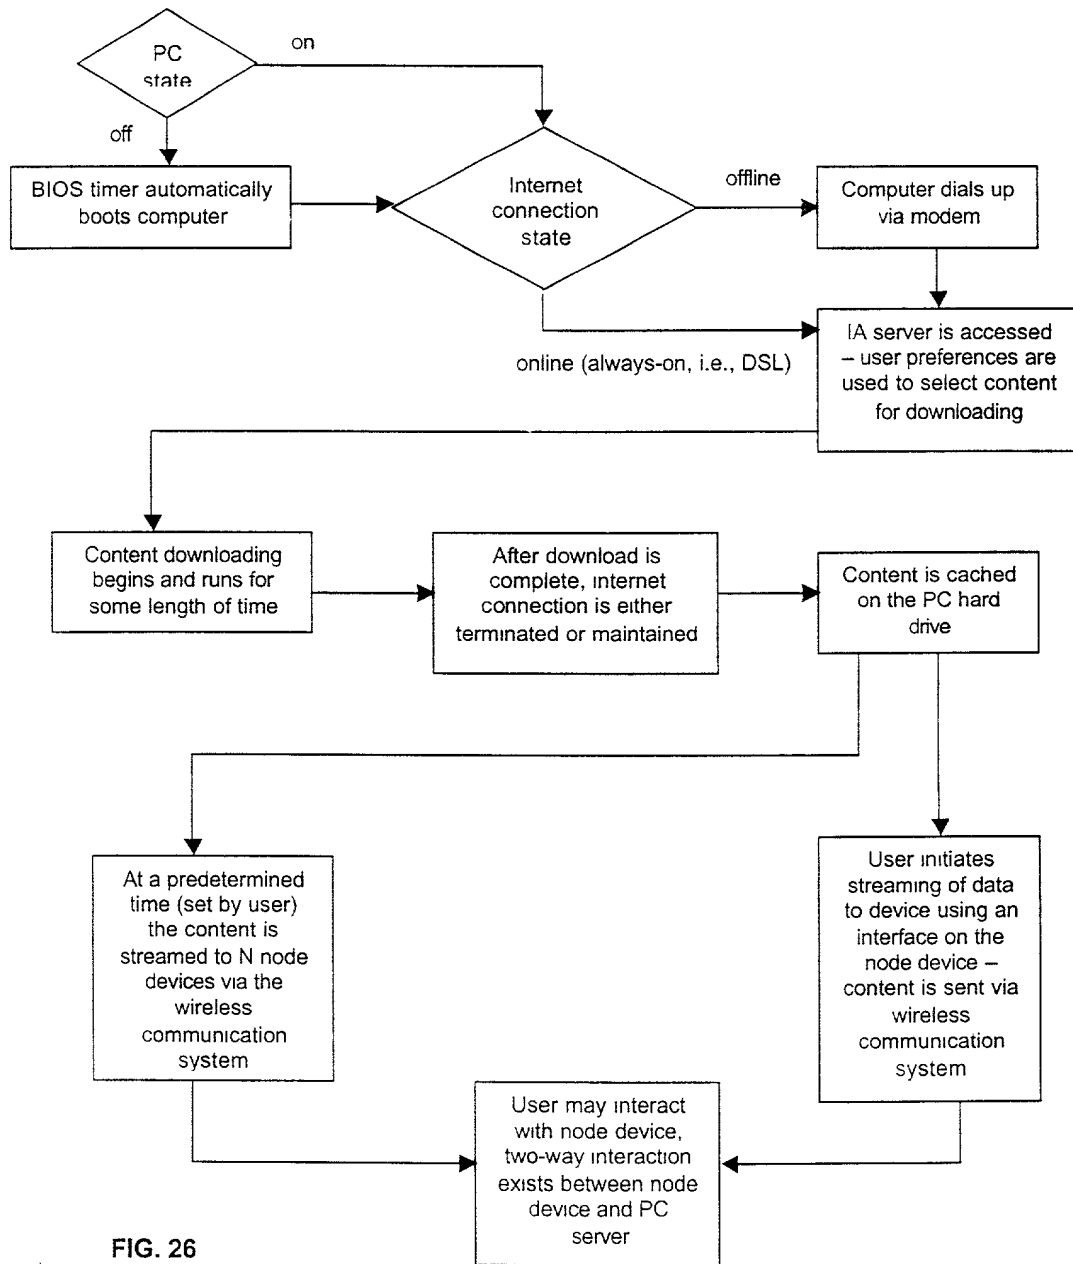 PC
state
on
off
BIOS timer automatically
boots computer
Internet
connection
state
offline
Computer dials up
via modem
online (always-on, i.e., DSL)
IA server is accessed
– user preferences are
used to select content
for downloading
Content downloading
begins and runs for
some length of time
After download is
complete, internet
connection is either
terminated or maintained
Content is cached
on the PC hard
drive
At a predetermined
time (set by user)
the content is
streamed to N node
devices via the
wireless
communication
system
User initiates
streaming of data
to device using an
interface on the
node device –
content is sent via
wireless
communication
system
User may interact
with node device,
two-way interaction
exists between node
device and PC
server
FIG. 26